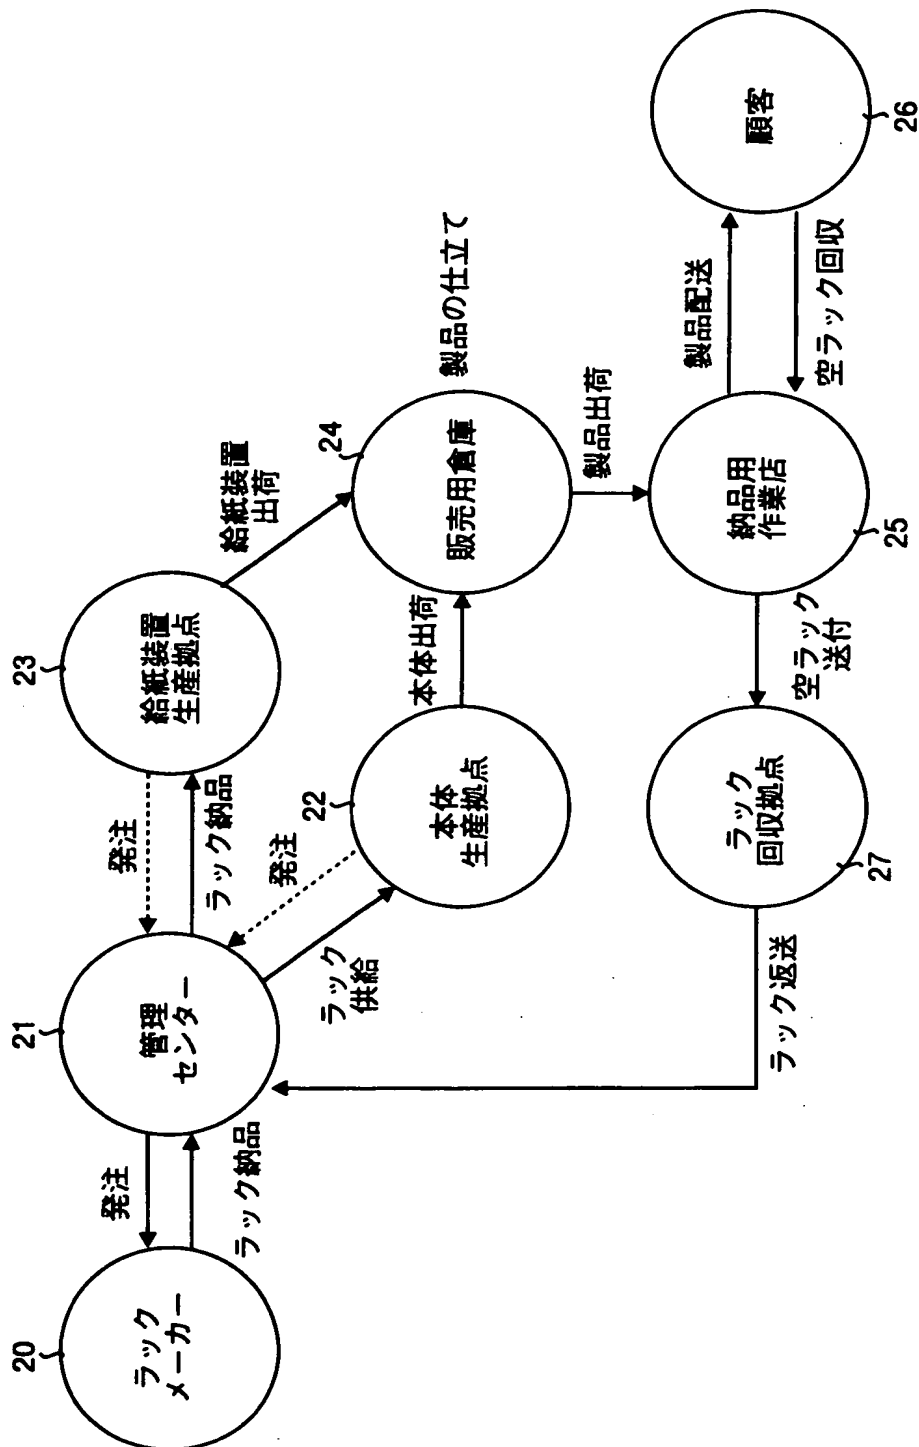 20
ラック
メーカー
発注
ラック納品
21
管理
センター
発注
ラック納品
23
給紙装置
生産拠点
給紙装置
出荷
発注
ラック
供給
22
本体
生産拠点
本体出荷
24
販売用倉庫
製品の仕立て
製品出荷
ラック返送
27
ラック
回収拠点
空ラック
送付
25
納品用
作業店
製品配送
空ラック回収
26
顧客